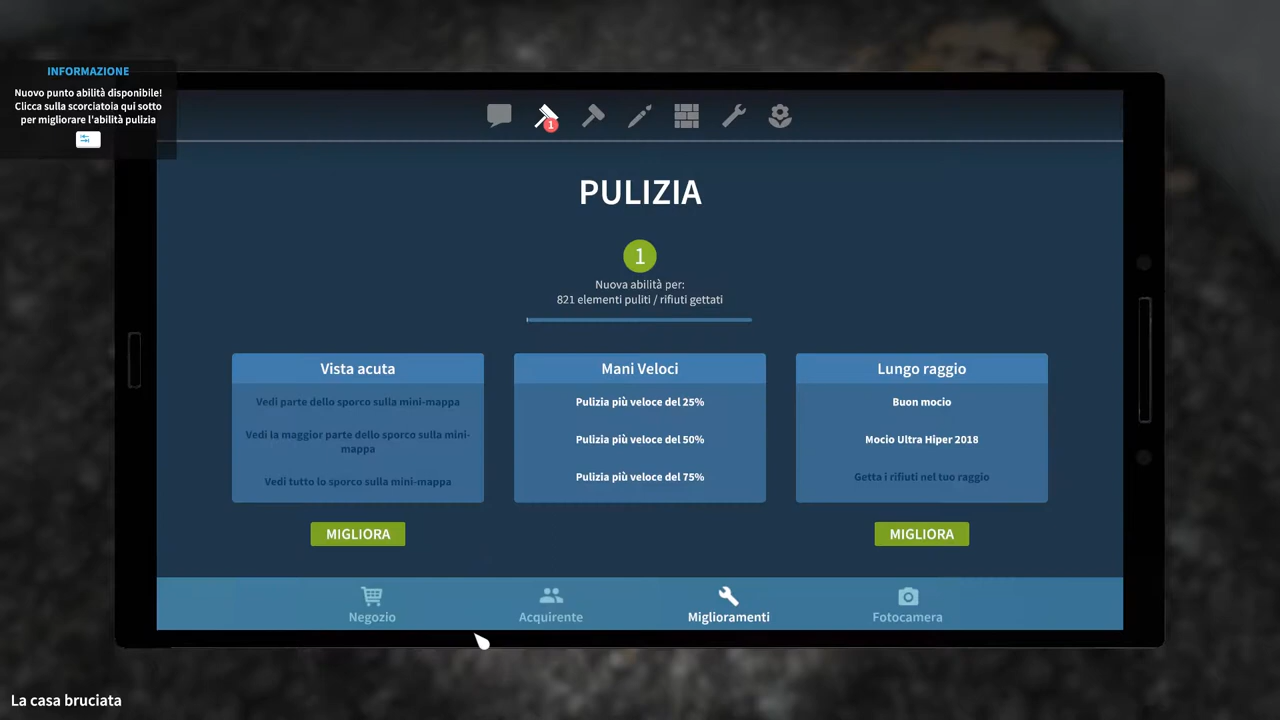 INFORMAZIONE
Nuovo punto abilità disponibile!
Clicca sulla scorciatoia qui sotto
per migliorare l'abilità pulizia
1
PULIZIA
1
Nuova abilità per:
821 elementi puliti / rifiuti gettati
Vista acuta
Vedi parte dello sporco sulla mini-mappa
Vedi la maggior parte dello sporco sulla mini-
mappa
Vedi tutto lo sporco sulla mini-mappa
MIGLIORA
Mani Veloci
Pulizia più veloce del 25%
Pulizia più veloce del 50%
Pulizia più veloce del 75%
Lungo raggio
Buon mocio
Mocio Ultra Hiper 2018
Getta i rifiuti nel tuo raggio
MIGLIORA
Negozio
Acquirente
Miglioramenti
Fotocamera
La casa bruciata